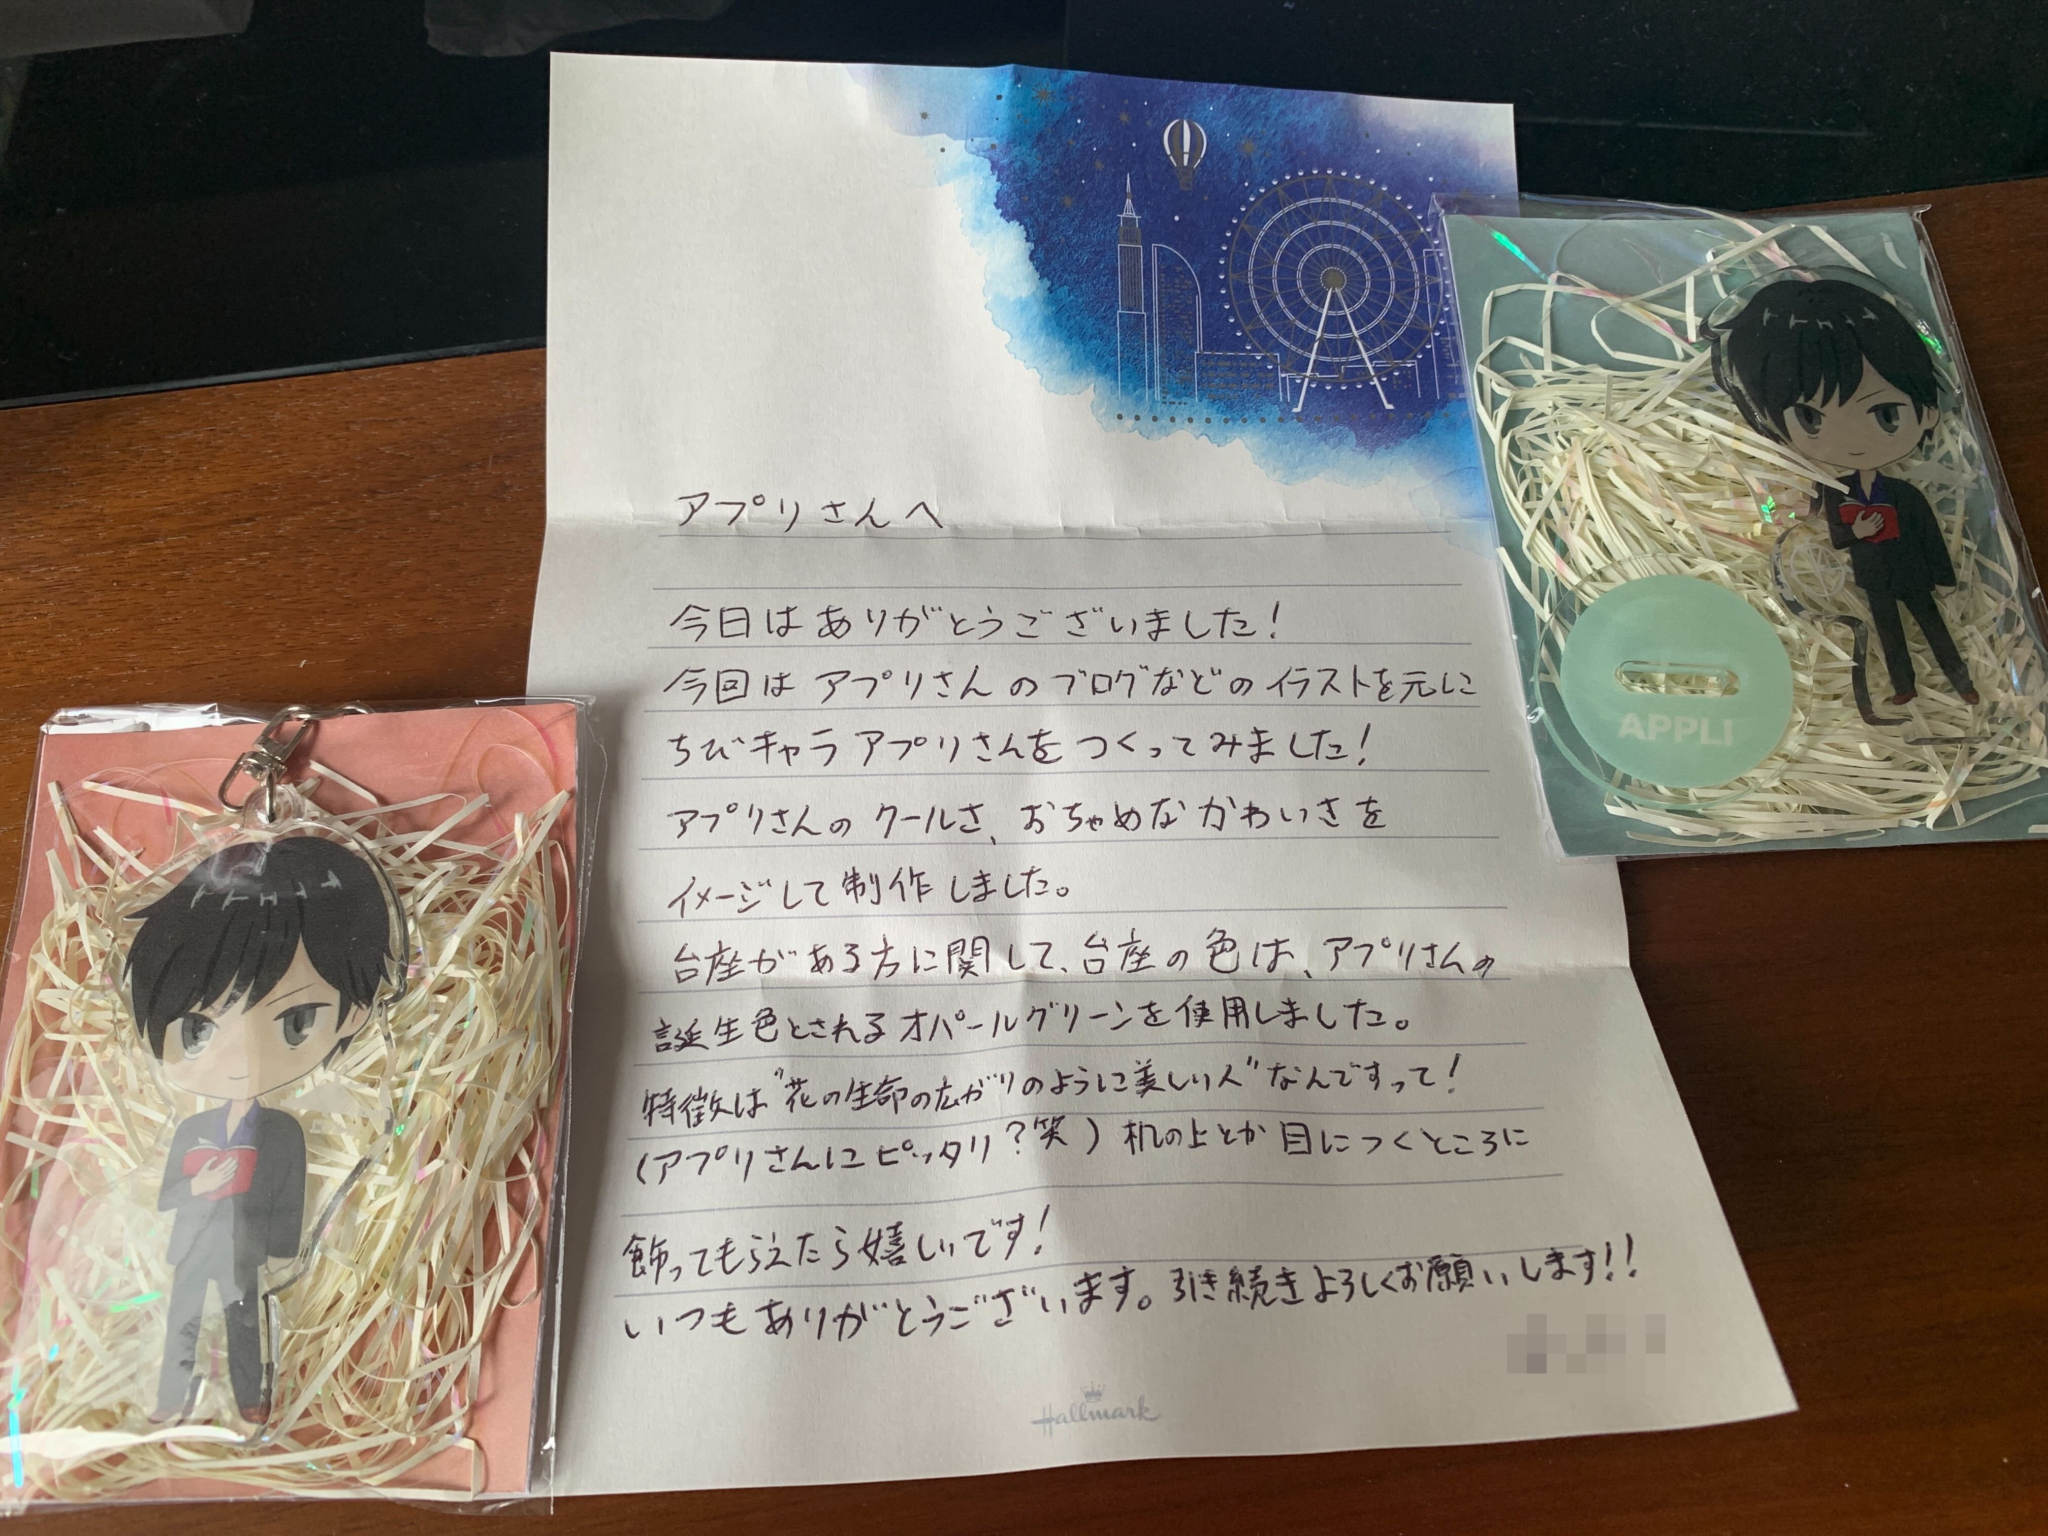 アプリさんへ
今日はありがとうございました！
今回はアプリさんのブログなどのイラストを元に
ちびキャラアプリさんをつくってみました！
アプリさんのクールさ、おちゃめなかわいさを
イメージして制作しました。
台座がある方に関して、台座の色は、アプリさんの
誕生色とされるオパールグリーンを使用しました。
特徴は"花の生命の広がりのように美しい人"なんですって！
(アプリさんにピッタリ？笑)机の上とか目につくところに
飾ってもらえたら嬉しいです！
いつもありがとうございます。引き続きよろしくお願いします！！
Hallmark
APPLI